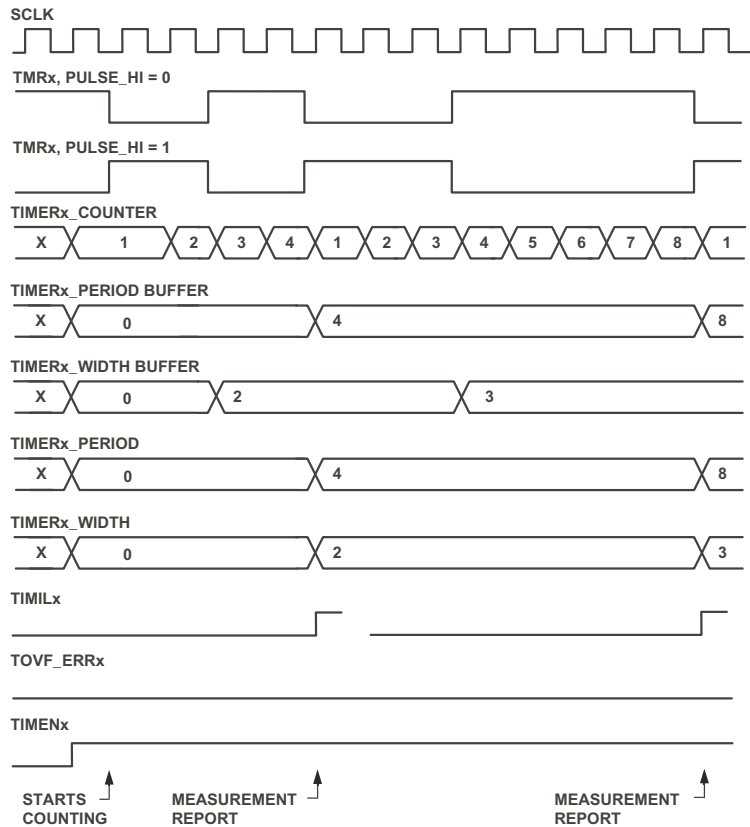 SCLK
TMRx, PULSE_HI = 0
TMRx, PULSE_HI = 1
TIMERx_COUNTER
X 1 2 3 4 1 2 3 4 5 6 7 8 1
TIMERx_PERIOD BUFFER
X 0 4 8
TIMERx_WIDTH BUFFER
X 0 2 3
TIMERx_PERIOD
X 0 4 8
TIMERx_WIDTH
X 0 2 3
TIMILx
TOVF_ERRx
TIMENx
STARTS
COUNTING
MEASUREMENT
REPORT
MEASUREMENT
REPORT